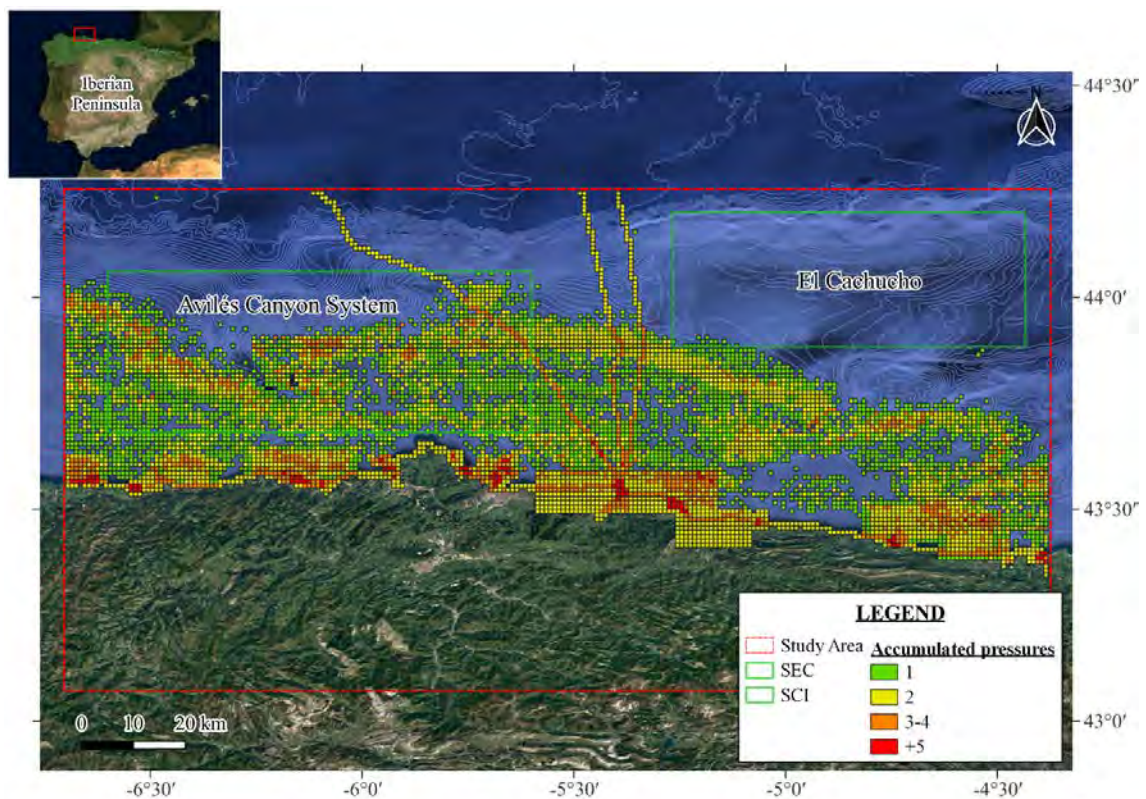 Iberian
Peninsula
N
44°30′
El Cachucho
Avilés Canyon System
44°0′
43°30′
43°0′
LEGEND
Study Area
SEC
SCI
Accumulated pressures
1
2
3-4
+5
0 10 20 km
-6°30′ -6°0′ -5°30′ -5°0′ -4°30′